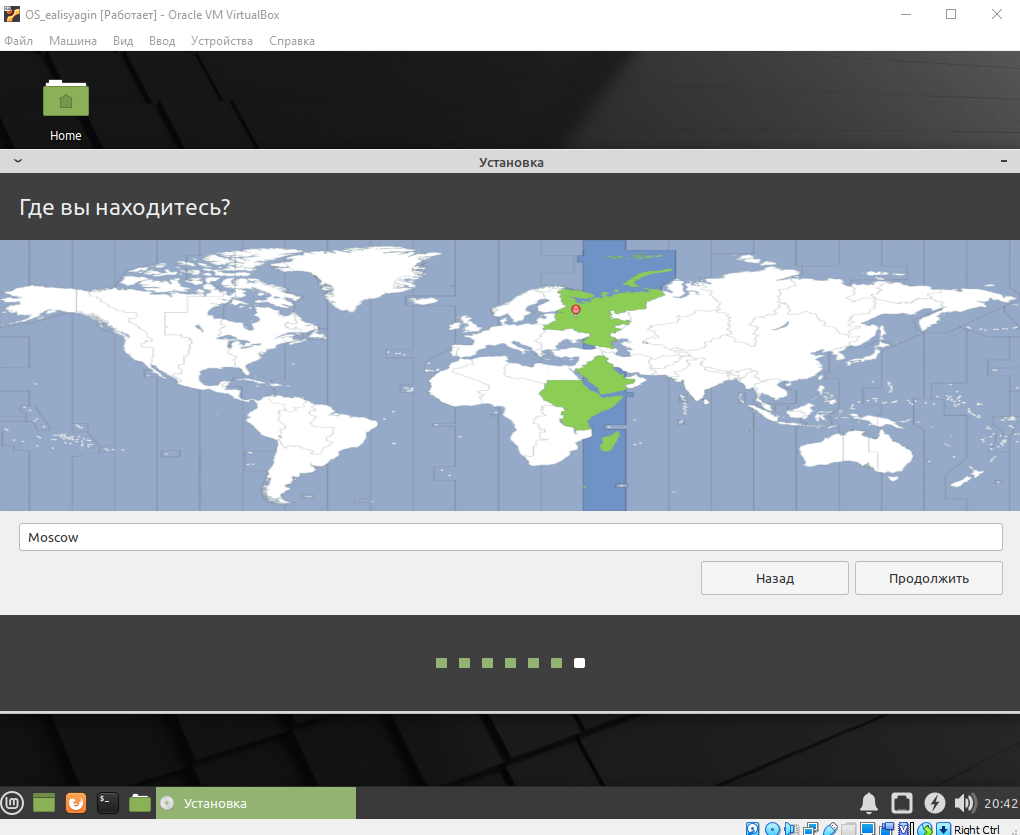 OS_ealisyagin [Работает] - Oracle VM VirtualBox
Файл Машина Вид Ввод Устройства Справка
Home
Установка
Где вы находитесь?
Moscow
Назад Продолжить
Установка 20:42
Right Ctrl